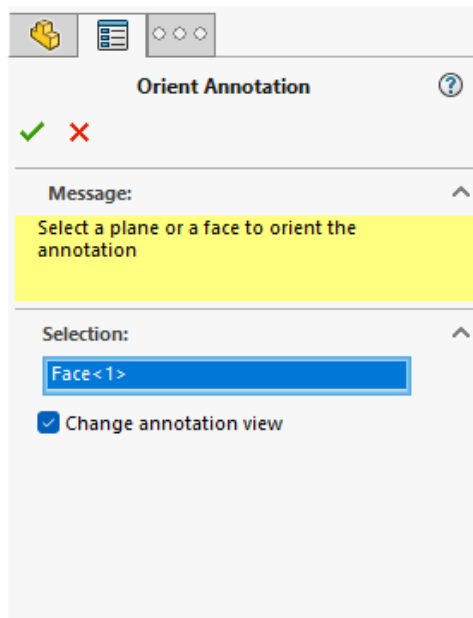 Orient Annotation
Message:
Select a plane or a face to orient the
annotation
Selection:
Face<1>
Change annotation view